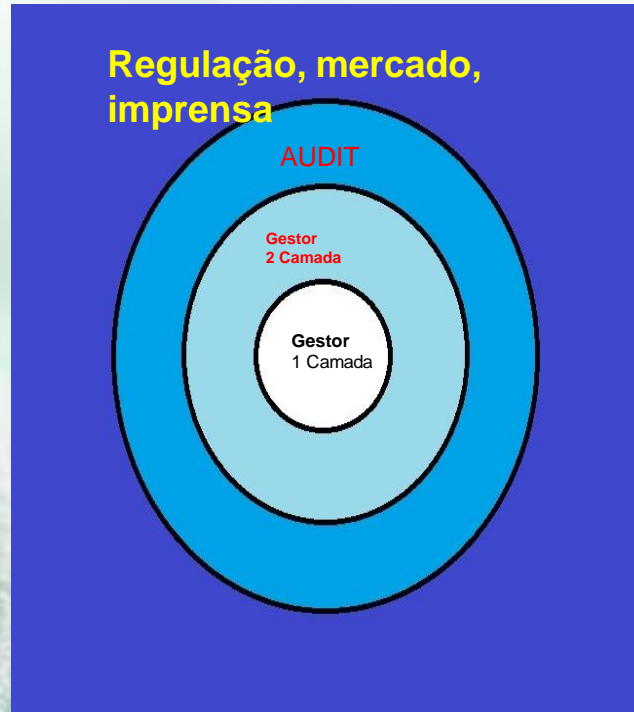 Regulação, mercado,
imprensa
AUDIT
Gestor
2 Camada
Gestor
1 Camada